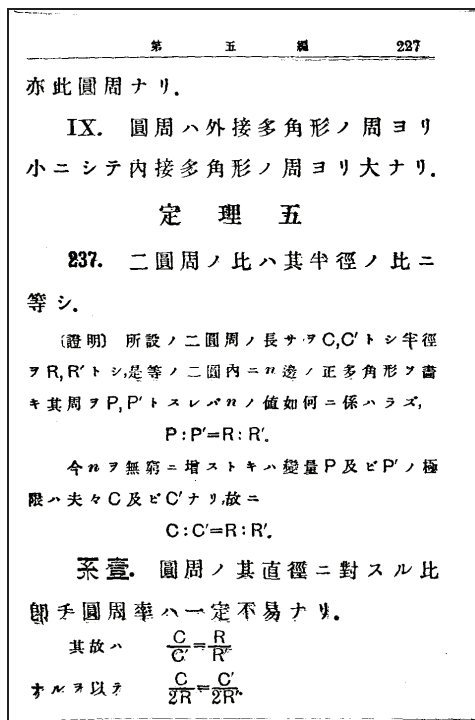 第 五 編 227
亦此圓周ナリ.
IX. 圓周ハ外接多角形ノ周ヨリ
小ニシテ内接多角形ノ周ヨリ大ナリ.
定 理 五
237. 二圓周ノ比ハ其半徑ノ比ニ
等シ.
〔證明〕 所設ノ二圓周ノ長サヲC,C′トシ半徑
ヲR,R′トシ,是等ノ二圓内ニn邊ノ正多角形ヲ畵
キ其周ヲP,P′トスレバnノ値如何ニ係ハラズ,
P:P′=R:R′.
今nヲ無窮ニ增ストキハ變量P及ビP′ノ極
限ハ夫々C及ビC′ナリ,故ニ
C:C′=R:R′.
系壹. 圓周ノ其直徑ニ對スル比
卽チ圓周率ハ一定不易ナリ.
其故ハ C/C′=R/R′
ナルヲ以テ C/2R=C′/2R′.